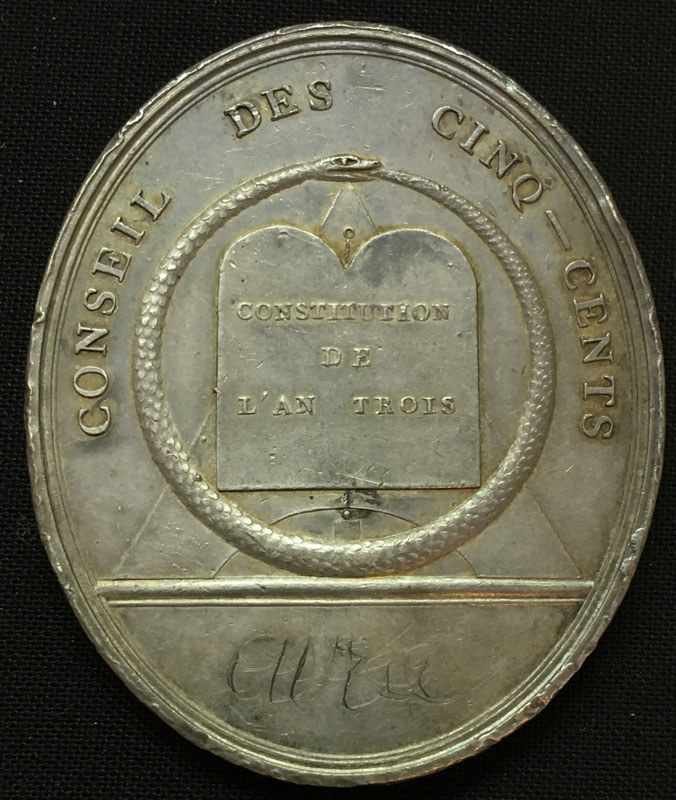 CONSEIL DES CINQ-CENTS
CONSTITUTION
DE
L'AN TROIS